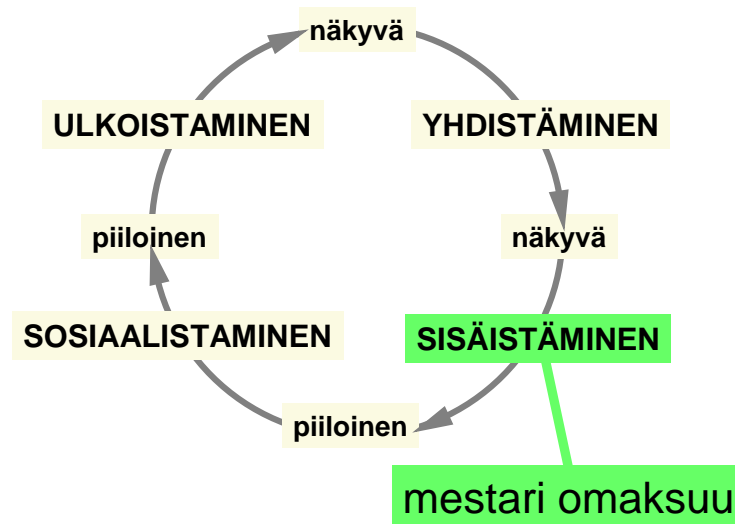 näkyvä
ULKOISTAMINEN
YHDISTÄMINEN
piiloinen
näkyvä
SOSIAALISTAMINEN
SISÄISTÄMINEN
piiloinen
mestari omaksuu